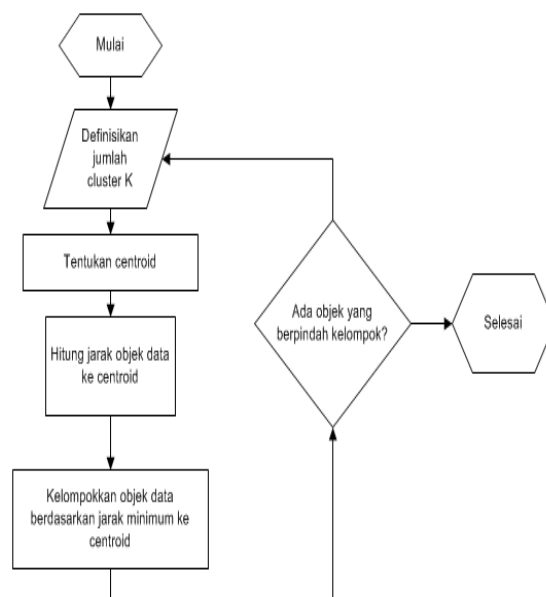 Mulai
Definisikan
jumlah
cluster K
Tentukan centroid
Hitung jarak objek data
ke centroid
Kelompokkan objek data
berdasarkan jarak minimum ke
centroid
Ada objek yang
berpindah kelompok?
Selesai